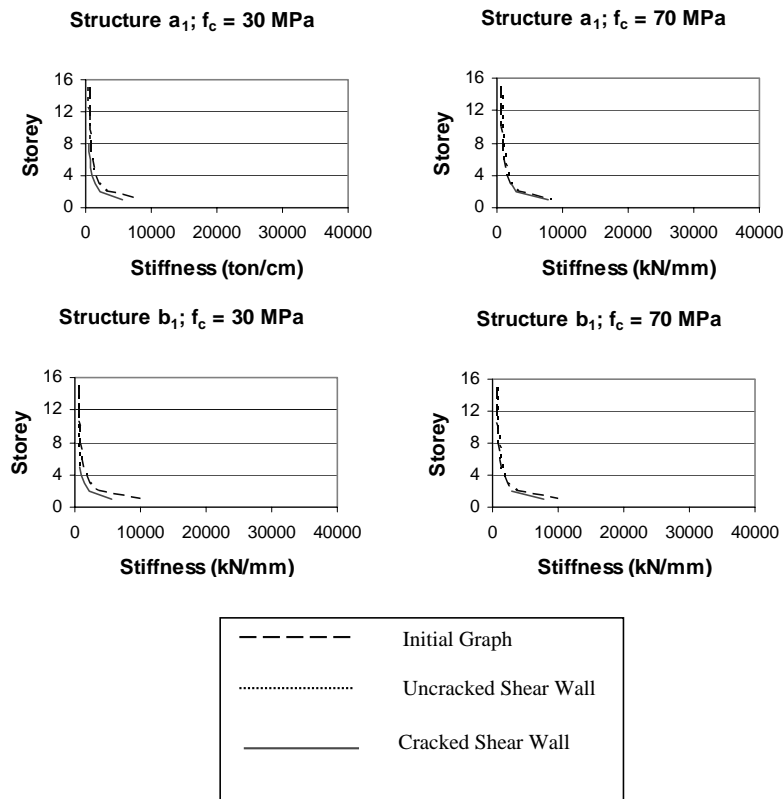 Structure a₁; f_c = 30 MPa
16
12
8
4
0
Storey
0 10000 20000 30000 40000
Stiffness (ton/cm)
Structure a₁; f_c = 70 MPa
16
12
8
4
0
Storey
0 10000 20000 30000 40000
Stiffness (kN/mm)
Structure b₁; f_c = 30 MPa
16
12
8
4
0
Storey
0 10000 20000 30000 40000
Stiffness (kN/mm)
Structure b₁; f_c = 70 MPa
16
12
8
4
0
Storey
0 10000 20000 30000 40000
Stiffness (kN/mm)
Initial Graph
Uncracked Shear Wall
Cracked Shear Wall